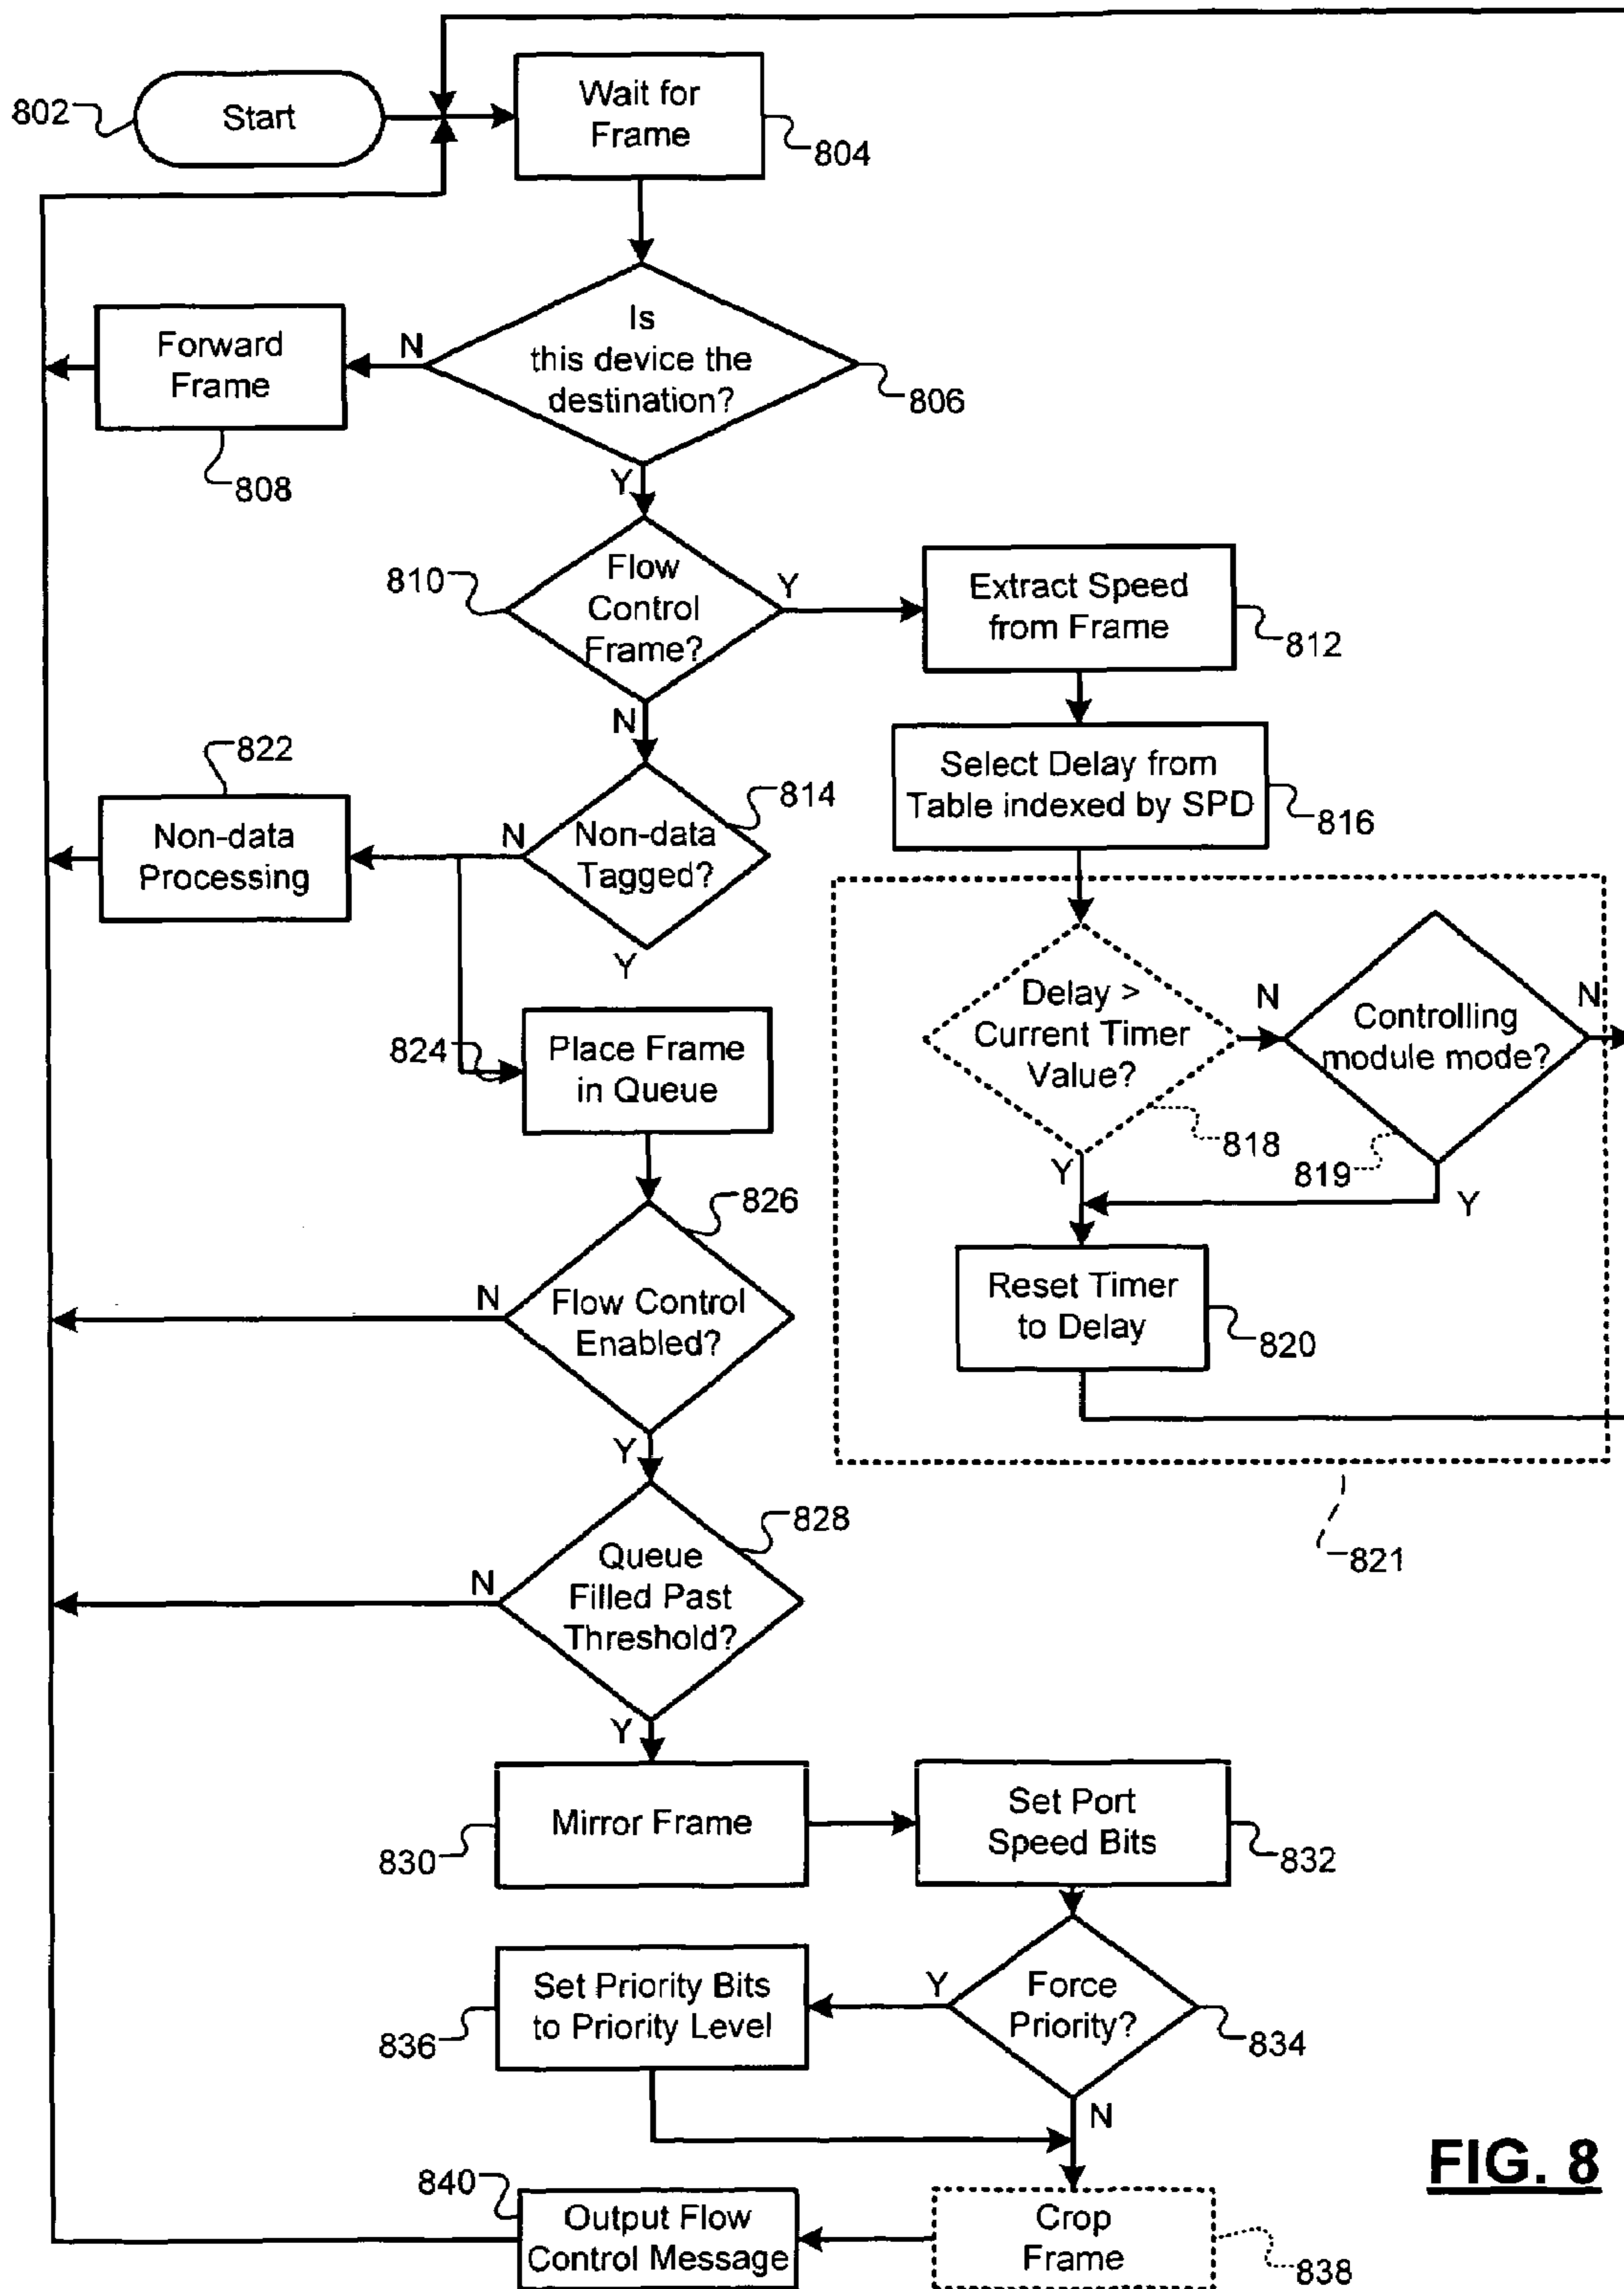 802
Start
Wait for
Frame
804
Is
this device the
destination?
806
N
Forward
Frame
808
Y
810
Flow
Control
Frame?
Y
Extract Speed
from Frame
812
N
Select Delay from
Table indexed by SPD
816
822
Non-data
Processing
N
Non-data
Tagged?
814
Y
824
Place Frame
in Queue
Delay >
Current Timer
Value?
818
N
Controlling
module mode?
819
N
Y
Y
Reset Timer
to Delay
820
821
826
N
Flow Control
Enabled?
Y
828
N
Queue
Filled Past
Threshold?
Y
Mirror Frame
830
Set Port
Speed Bits
832
Set Priority Bits
to Priority Level
836
Y
Force
Priority?
834
N
840
Output Flow
Control Message
Crop
Frame
838
FIG. 8